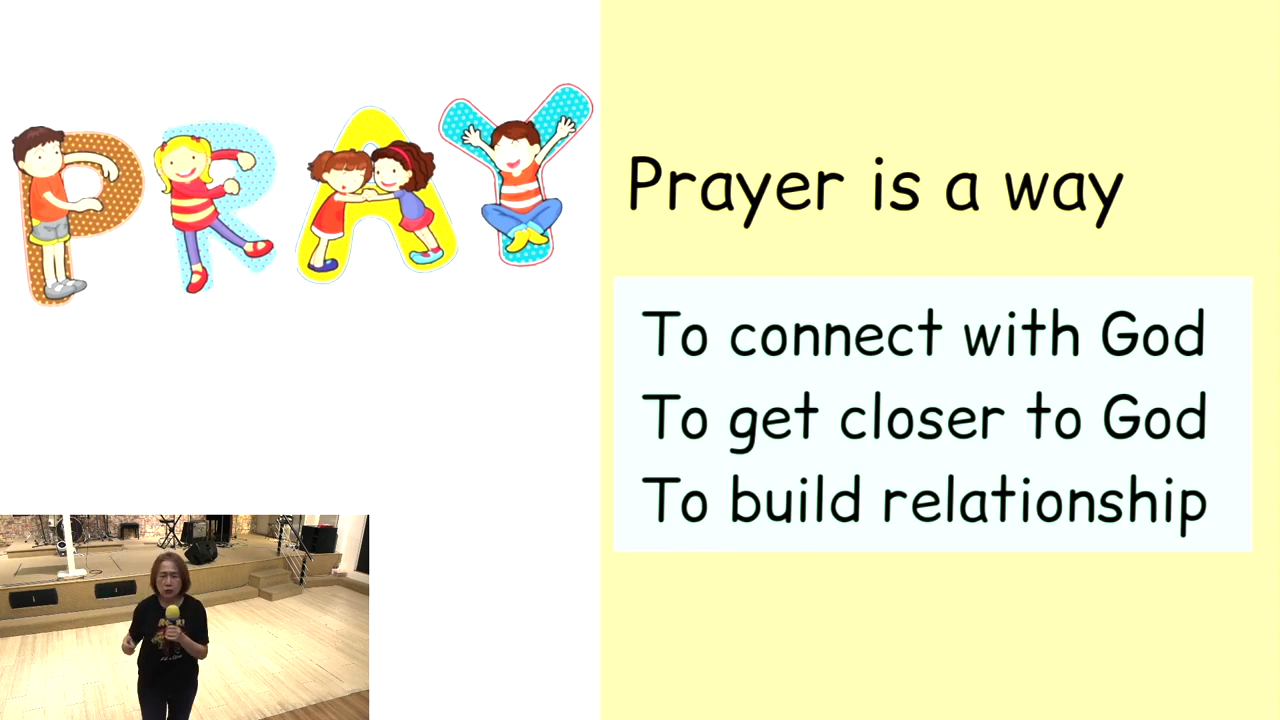 PRAY
Prayer is a way
To connect with God
To get closer to God
To build relationship